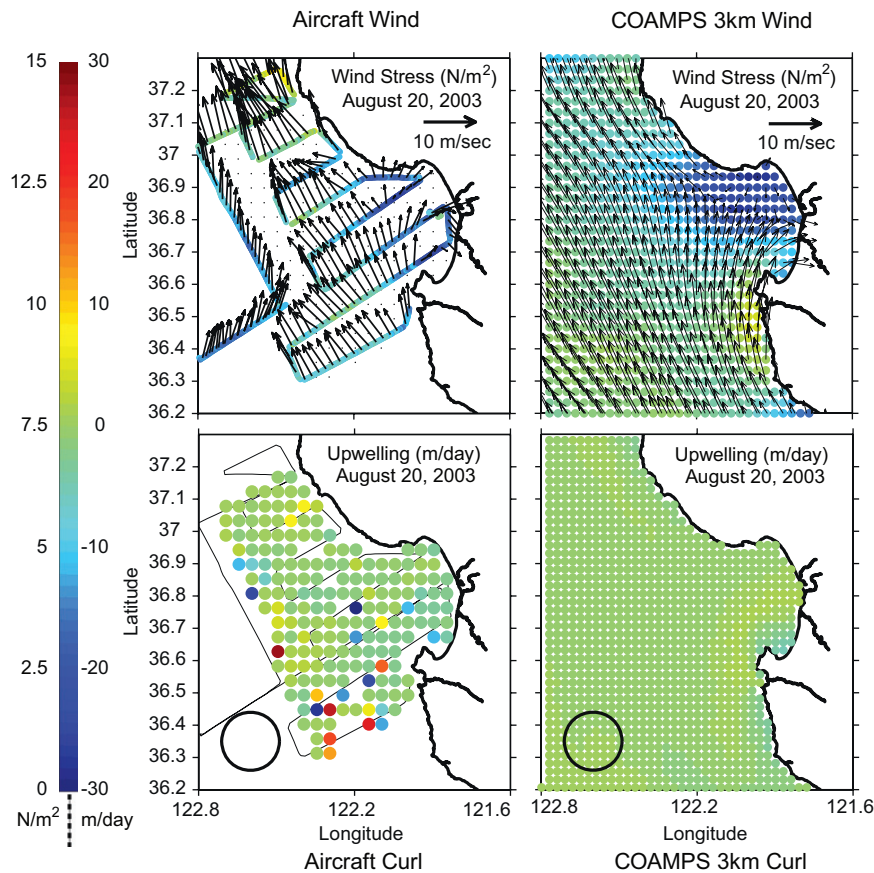 Aircraft Wind
COAMPS 3km Wind
15
30
12.5
20
10
10
7.5
0
5
-10
2.5
-20
0
-30
N/m²
m/day
37.2
37.1
37
36.9
36.8
36.7
36.6
36.5
36.4
36.3
36.2
Latitude
Wind Stress (N/m²)
August 20, 2003
10 m/sec
Wind Stress (N/m²)
August 20, 2003
10 m/sec
37.2
37.1
37
36.9
36.8
36.7
36.6
36.5
36.4
36.3
36.2
Latitude
Upwelling (m/day)
August 20, 2003
Upwelling (m/day)
August 20, 2003
122.8
122.2
121.6
122.8
122.2
121.6
Longitude
Longitude
Aircraft Curl
COAMPS 3km Curl